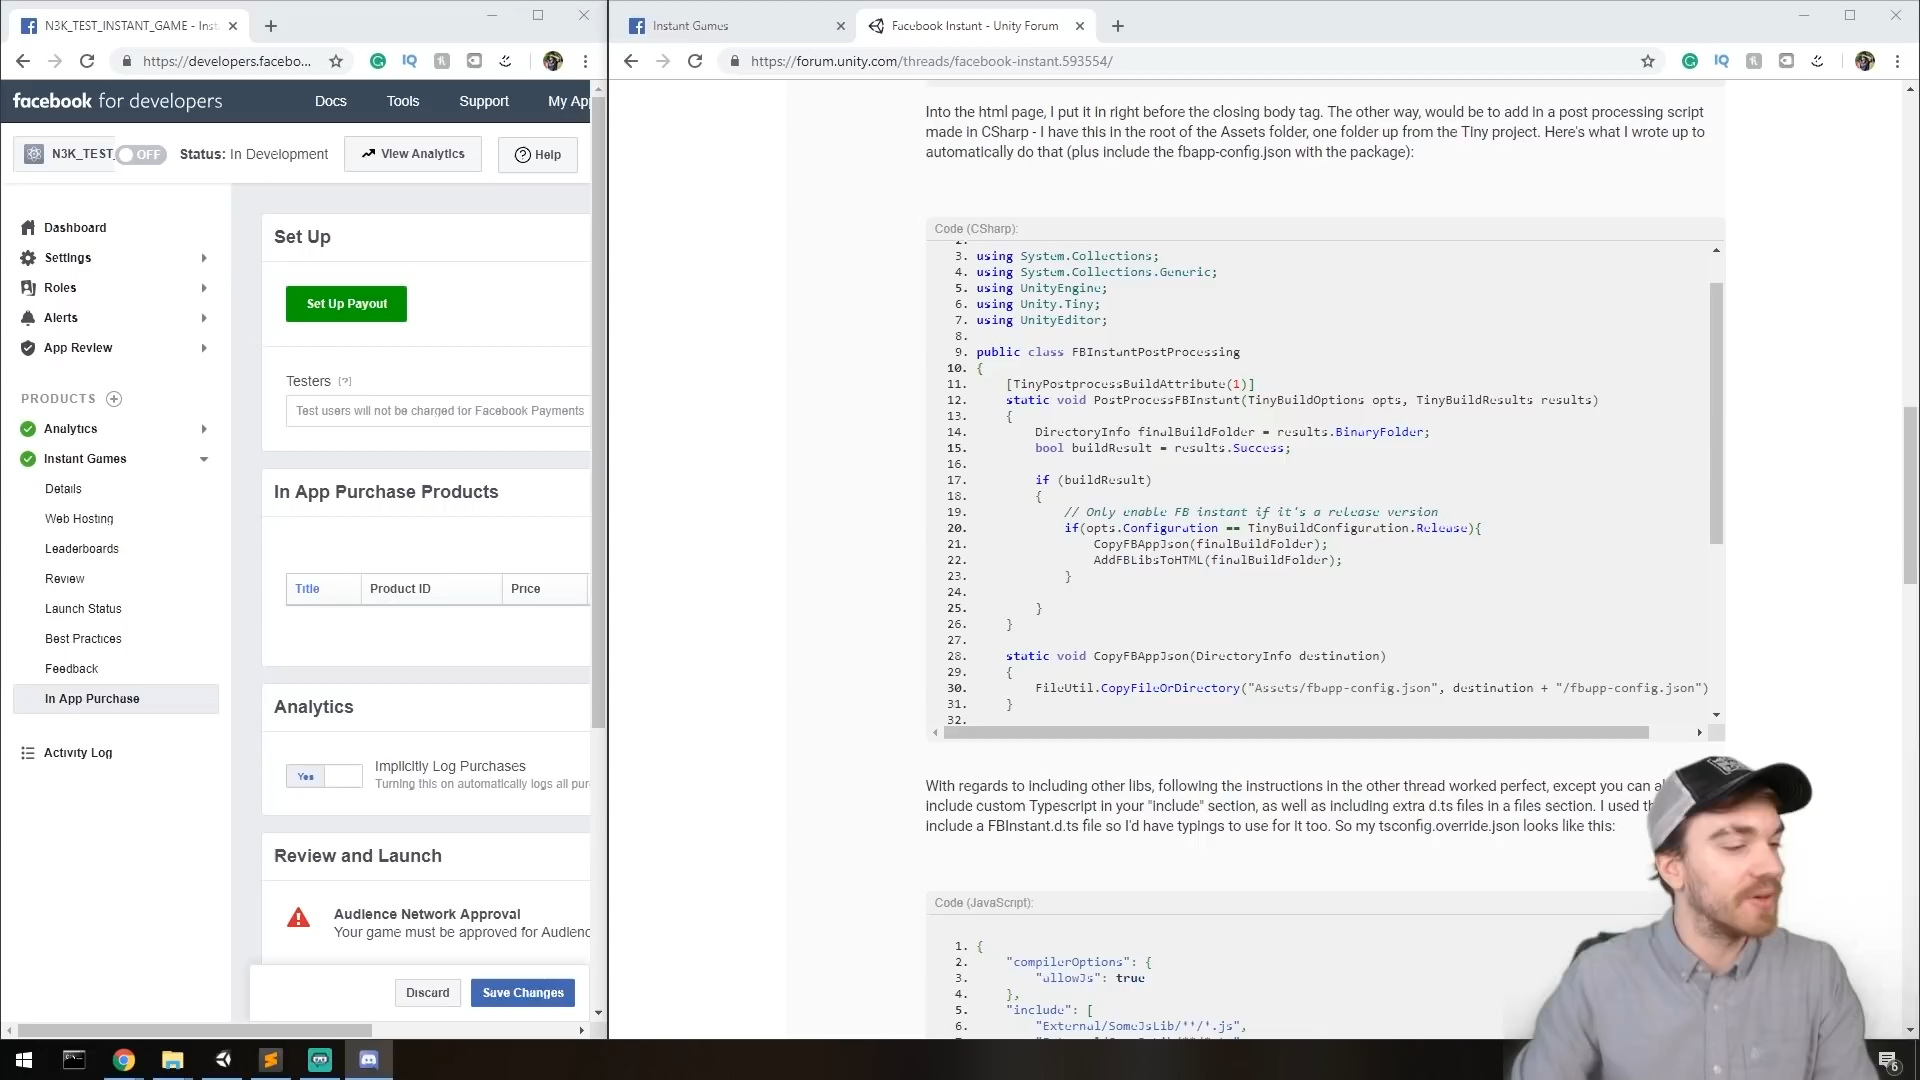 N3K_TEST_INSTANT_GAME - Inst
https://developers.facebo...
facebook for developers
Docs
Tools
Support
My App
N3K_TEST_
OFF
Status: In Development
View Analytics
Help
Dashboard
Settings
Roles
Alerts
App Review
PRODUCTS
Analytics
Instant Games
Details
Web Hosting
Leaderboards
Review
Launch Status
Best Practices
Feedback
In App Purchase
Activity Log
Set Up
Set Up Payout
Testers [?]
Test users will not be charged for Facebook Payments
In App Purchase Products
Title
Product ID
Price
Analytics
Yes
Implicitly Log Purchases
Turning this on automatically logs all pur
Review and Launch
Audience Network Approval
Your game must be approved for Audienc
Discard
Save Changes
Instant Games
Facebook Instant - Unity Forum
https://forum.unity.com/threads/facebook-instant.593554/
IQ
IQ
Into the html page, I put it in right before the closing body tag. The other way, would be to add in a post processing script
made in CSharp - I have this in the root of the Assets folder, one folder up from the Tiny project. Here's what I wrote up to
automatically do that (plus include the fbapp-config.json with the package):
Code (CSharp):
2.
3. using System.Collections;
4. using System.Collections.Generic;
5. using UnityEngine;
6. using Unity.Tiny;
7. using UnityEditor;
8.
9. public class FBInstantPostProcessing
10. {
11. [TinyPostprocessBuildAttribute(1)]
12. static void PostProcessFBInstant(TinyBuildOptions opts, TinyBuildResults results)
13. {
14. DirectoryInfo finalBuildFolder = results.BinaryFolder;
15. bool buildResult = results.Success;
16.
17. if (buildResult)
18. {
19. // Only enable FB instant if it's a release version
20. if(opts.Configuration == TinyBuildConfiguration.Release){
21. CopyFBAppJson(finalBuildFolder);
22. AddFBLibsToHTML(finalBuildFolder);
23. }
24.
25. }
26. }
27.
28. static void CopyFBAppJson(DirectoryInfo destination)
29. {
30. FileUtil.CopyFileOrDirectory("Assets/fbapp-config.json", destination + "/fbapp-config.json")
31. }
32.
With regards to including other libs, following the instructions in the other thread worked perfect, except you can al
include custom Typescript in your "include" section, as well as including extra d.ts files in a files section. I used th
include a FBInstant.d.ts file so I'd have typings to use for it too. So my tsconfig.override.json looks like this:
Code (JavaScript):
1. {
2. "compilerOptions": {
3. "allowJs": true
4. },
5. "include": [
6. "External/SomeJsLib/**/*.js",
6